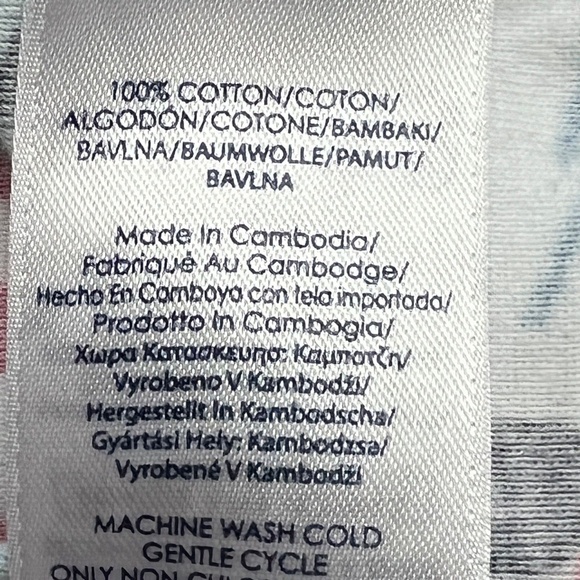 100% COTTON/COTON/
ALGODÓN/COTONE/BAMBAKI/
BAVLNA/BAUMWOLLE/PAMUT/
BAVLNA
Made In Cambodia/
Fabriqué Au Cambodge/
Hecho En Camboya con tela importada/
Prodotto In Cambogia/
Χωρα Κατασκευης: Καμποτζη/
Vyrobeno V Kambodži/
Hergestellt In Kambodscha/
Gyártási Hely: Kambodzsa/
Vyrobené V Kambodži
MACHINE WASH COLD
GENTLE CYCLE
ONLY NON